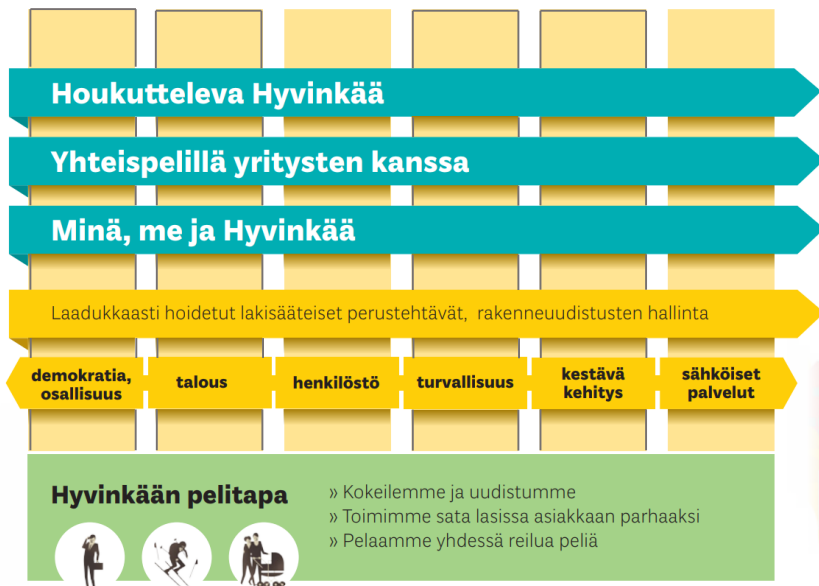 Houkutteleva Hyvinkää
Yhteispelillä yritysten kanssa
Minä, me ja Hyvinkää
Laadukkaasti hoidetut lakisääteiset perustehtävät, rakenneuudistusten hallinta
demokratia,
osallisuus
talous
henkilöstö
turvallisuus
kestävä
kehitys
sähköiset
palvelut
Hyvinkään pelitapa
» Kokeilemme ja uudistumme
» Toimimme sata lasissa asiakkaan parhaaksi
» Pelaamme yhdessä reilua peliä